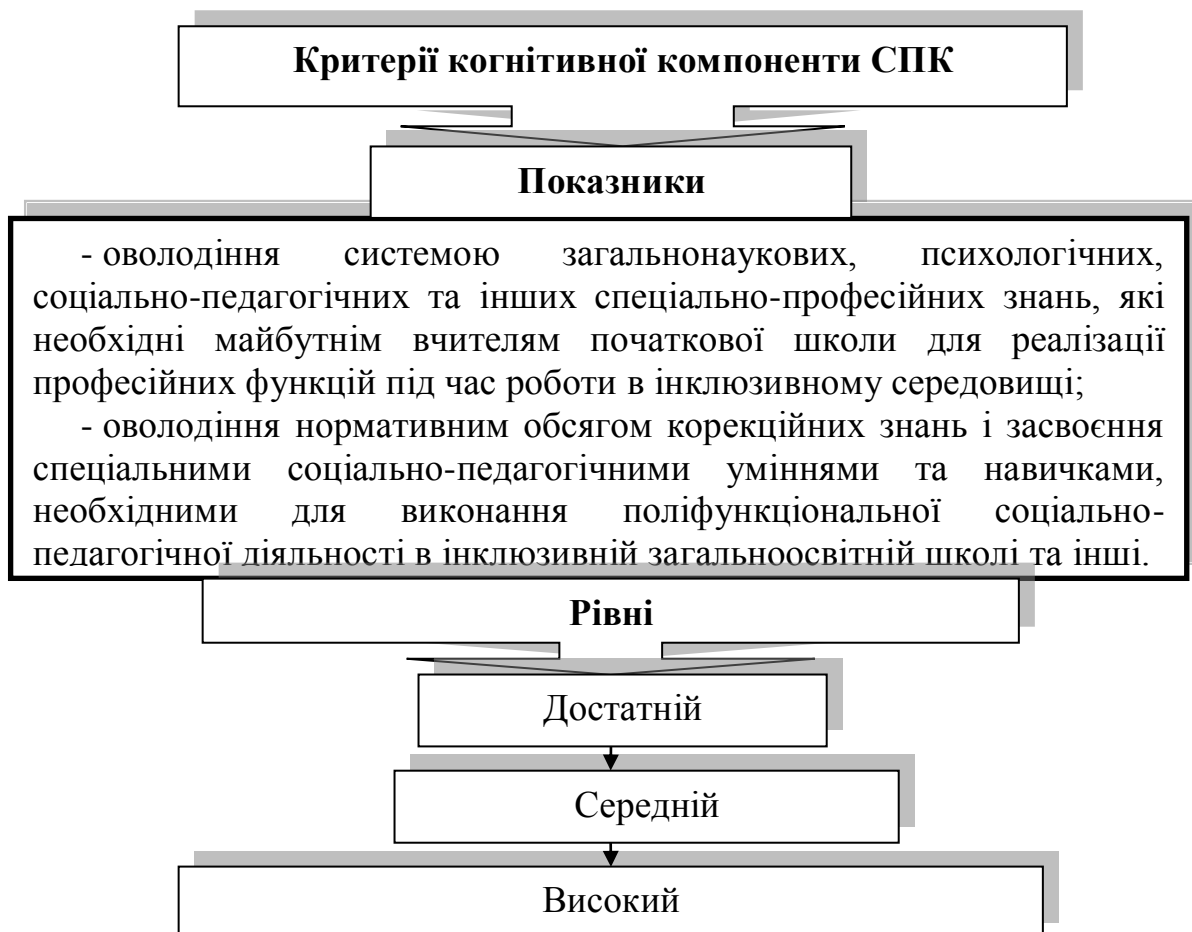 Критерії когнітивної компоненти СПК
Показники
- оволодіння системою загальнонаукових, психологічних,
соціально-педагогічних та інших спеціально-професійних знань, які
необхідні майбутнім вчителям початкової школи для реалізації
професійних функцій під час роботи в інклюзивному середовищі;
- оволодіння нормативним обсягом корекційних знань і засвоєння
спеціальними соціально-педагогічними уміннями та навичками,
необхідними для виконання поліфункціональної соціально-
педагогічної діяльності в інклюзивній загальноосвітній школі та інші.
Рівні
Достатній
Середній
Високий